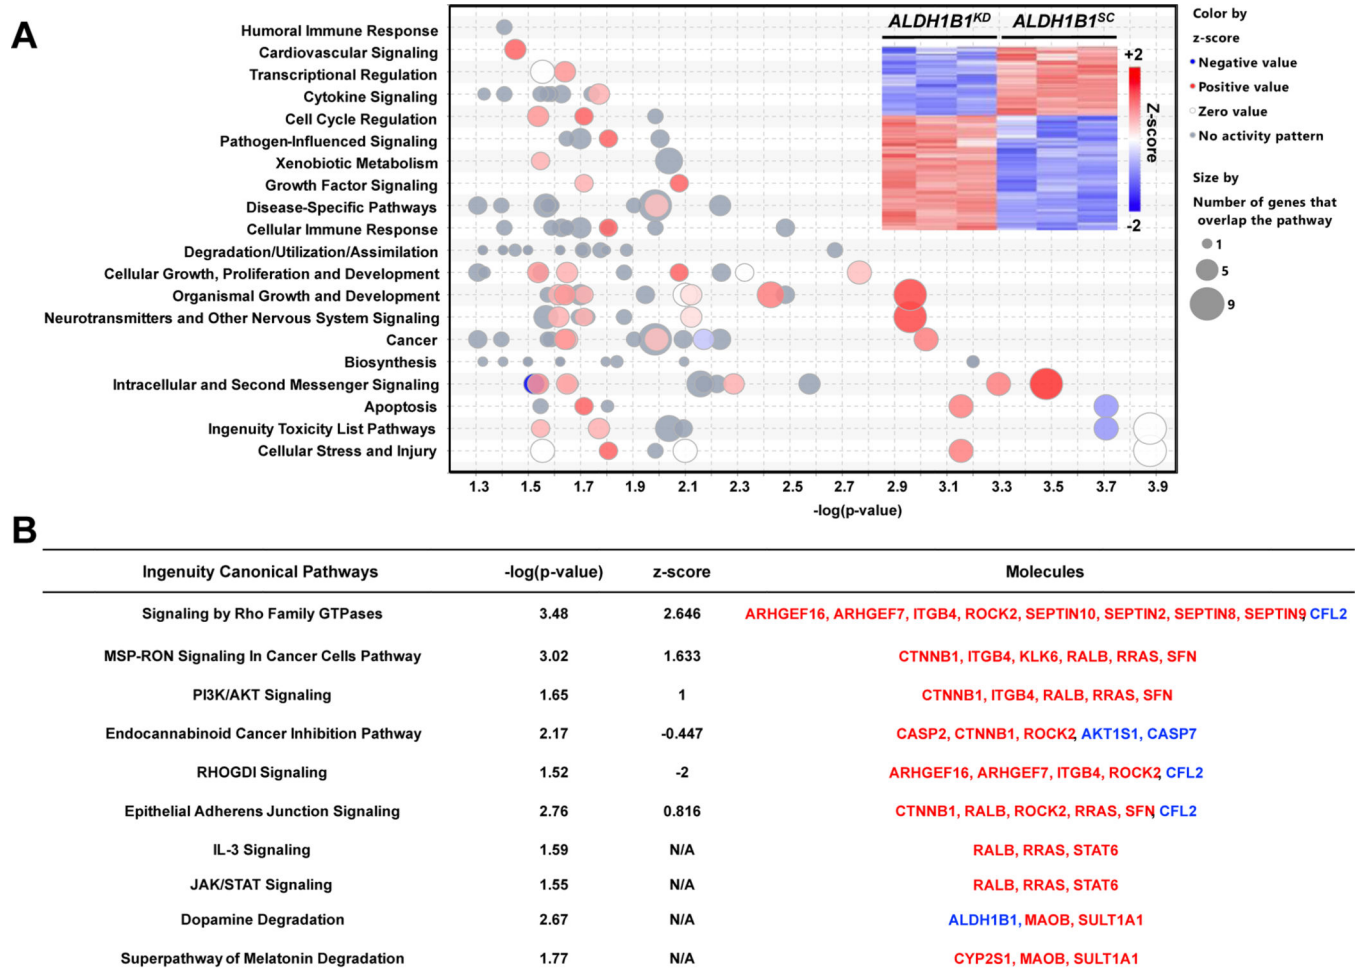 A
ALDH1B1KD ALDH1B1SC
+2
Z-score
-2
Humoral Immune Response
Cardiovascular Signaling
Transcriptional Regulation
Cytokine Signaling
Cell Cycle Regulation
Pathogen-Influenced Signaling
Xenobiotic Metabolism
Growth Factor Signaling
Disease-Specific Pathways
Cellular Immune Response
Degradation/Utilization/Assimilation
Cellular Growth, Proliferation and Development
Organismal Growth and Development
Neurotransmitters and Other Nervous System Signaling
Cancer
Biosynthesis
Intracellular and Second Messenger Signaling
Apoptosis
Ingenuity Toxicity List Pathways
Cellular Stress and Injury
1.3 1.5 1.7 1.9 2.1 2.3 2.5 2.7 2.9 3.1 3.3 3.5 3.7 3.9
-log(p-value)
Color by
z-score
Negative value
Positive value
Zero value
No activity pattern
Size by
Number of genes that
overlap the pathway
1
5
9
B
Ingenuity Canonical Pathways -log(p-value) z-score Molecules
Signaling by Rho Family GTPases 3.48 2.646 ARHGEF16, ARHGEF7, ITGB4, ROCK2, SEPTIN10, SEPTIN2, SEPTIN8, SEPTIN9, CFL2
MSP-RON Signaling In Cancer Cells Pathway 3.02 1.633 CTNNB1, ITGB4, KLK6, RALB, RRAS, SFN
PI3K/AKT Signaling 1.65 1 CTNNB1, ITGB4, RALB, RRAS, SFN
Endocannabinoid Cancer Inhibition Pathway 2.17 -0.447 CASP2, CTNNB1, ROCK2, AKT1S1, CASP7
RHOGDI Signaling 1.52 -2 ARHGEF16, ARHGEF7, ITGB4, ROCK2, CFL2
Epithelial Adherens Junction Signaling 2.76 0.816 CTNNB1, RALB, ROCK2, RRAS, SFN, CFL2
IL-3 Signaling 1.59 N/A RALB, RRAS, STAT6
JAK/STAT Signaling 1.55 N/A RALB, RRAS, STAT6
Dopamine Degradation 2.67 N/A ALDH1B1, MAOB, SULT1A1
Superpathway of Melatonin Degradation 1.77 N/A CYP2S1, MAOB, SULT1A1